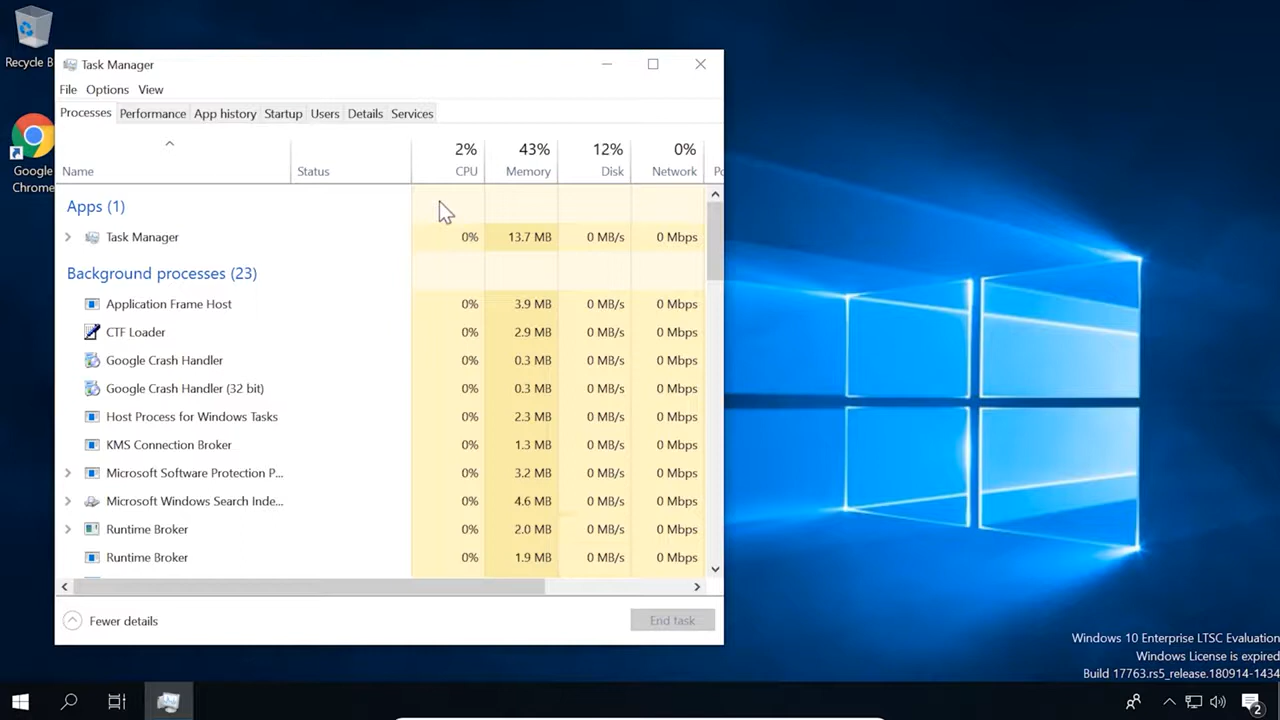 Recycle B
Google
Chrome
Task Manager
File Options View
Processes Performance App history Startup Users Details Services
2% 43% 12% 0%
Name Status CPU Memory Disk Network Po
Apps (1)
Task Manager 0% 13.7 MB 0 MB/s 0 Mbps
Background processes (23)
Application Frame Host 0% 3.9 MB 0 MB/s 0 Mbps
CTF Loader 0% 2.9 MB 0 MB/s 0 Mbps
Google Crash Handler 0% 0.3 MB 0 MB/s 0 Mbps
Google Crash Handler (32 bit) 0% 0.3 MB 0 MB/s 0 Mbps
Host Process for Windows Tasks 0% 2.3 MB 0 MB/s 0 Mbps
KMS Connection Broker 0% 1.3 MB 0 MB/s 0 Mbps
Microsoft Software Protection P... 0% 3.2 MB 0 MB/s 0 Mbps
Microsoft Windows Search Inde... 0% 4.6 MB 0 MB/s 0 Mbps
Runtime Broker 0% 2.0 MB 0 MB/s 0 Mbps
Runtime Broker 0% 1.9 MB 0 MB/s 0 Mbps
Fewer details End task
Windows 10 Enterprise LTSC Evaluation
Windows License is expired
Build 17763.rs5_release.180914-1434
2